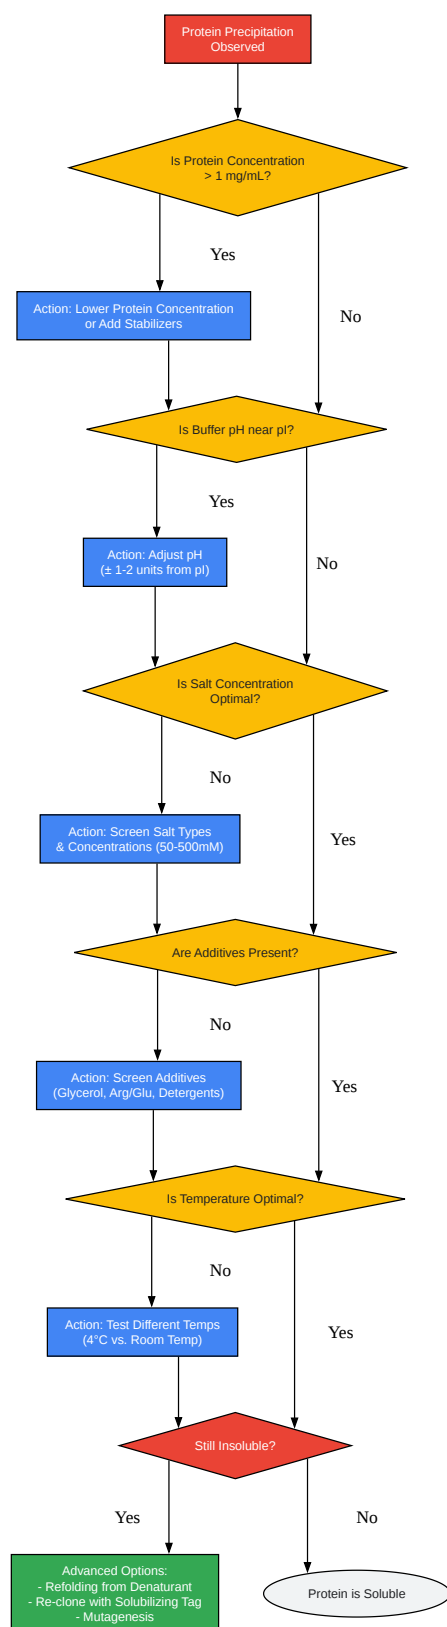 Protein Precipitation
Observed
Is Protein Concentration
> 1 mg/mL?
Yes
Action: Lower Protein Concentration
or Add Stabilizers
No
Is Buffer pH near pI?
Yes
Action: Adjust pH
(± 1-2 units from pI)
No
Is Salt Concentration
Optimal?
No
Action: Screen Salt Types
& Concentrations (50-500mM)
Yes
Are Additives Present?
No
Action: Screen Additives
(Glycerol, Arg/Glu, Detergents)
Yes
Is Temperature Optimal?
No
Action: Test Different Temps
(4°C vs. Room Temp)
Yes
Still Insoluble?
Yes
No
Advanced Options:
- Refolding from Denaturant
- Re-clone with Solubilizing Tag
- Mutagenesis
Protein is Soluble